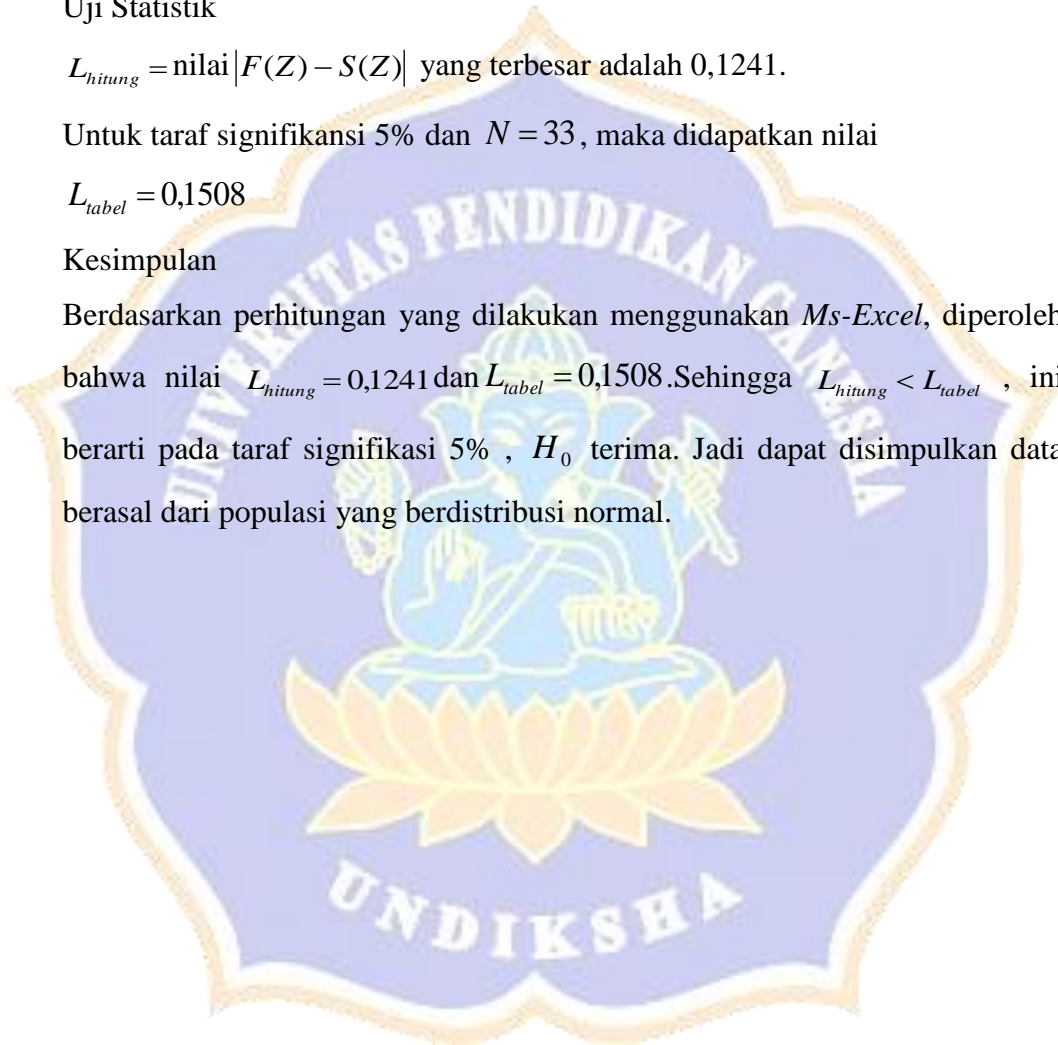 Uji Statistik
L_hitung = nilai |F(Z) − S(Z)| yang terbesar adalah 0,1241.
Untuk taraf signifikansi 5% dan N = 33, maka didapatkan nilai
L_tabel = 0,1508
Kesimpulan
Berdasarkan perhitungan yang dilakukan menggunakan Ms-Excel, diperoleh
bahwa nilai L_hitung = 0,1241 dan L_tabel = 0,1508.Sehingga L_hitung < L_tabel , ini
berarti pada taraf signifikasi 5% , H_0 terima. Jadi dapat disimpulkan data
berasal dari populasi yang berdistribusi normal.
UNIVERSITAS PENDIDIKAN GANESHA
UNDIKSHA